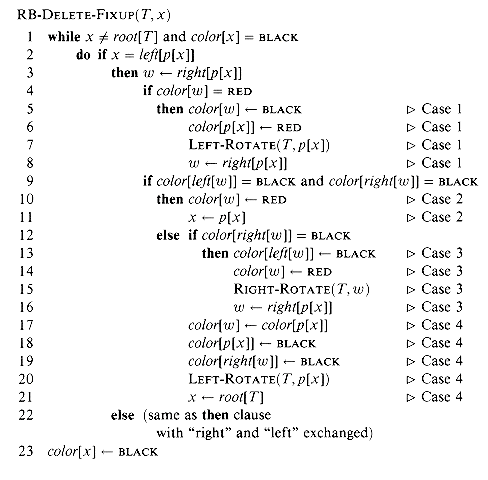 RB-DELETE-FIXUP(T, x)
1 while x ≠ root[T] and color[x] = BLACK
2 do if x = left[p[x]]
3 then w ← right[p[x]]
4 if color[w] = RED
5 then color[w] ← BLACK ▷ Case 1
6 color[p[x]] ← RED ▷ Case 1
7 LEFT-ROTATE(T, p[x]) ▷ Case 1
8 w ← right[p[x]] ▷ Case 1
9 if color[left[w]] = BLACK and color[right[w]] = BLACK
10 then color[w] ← RED ▷ Case 2
11 x ← p[x] ▷ Case 2
12 else if color[right[w]] = BLACK
13 then color[left[w]] ← BLACK ▷ Case 3
14 color[w] ← RED ▷ Case 3
15 RIGHT-ROTATE(T, w) ▷ Case 3
16 w ← right[p[x]] ▷ Case 3
17 color[w] ← color[p[x]] ▷ Case 4
18 color[p[x]] ← BLACK ▷ Case 4
19 color[right[w]] ← BLACK ▷ Case 4
20 LEFT-ROTATE(T, p[x]) ▷ Case 4
21 x ← root[T] ▷ Case 4
22 else (same as then clause
with "right" and "left" exchanged)
23 color[x] ← BLACK